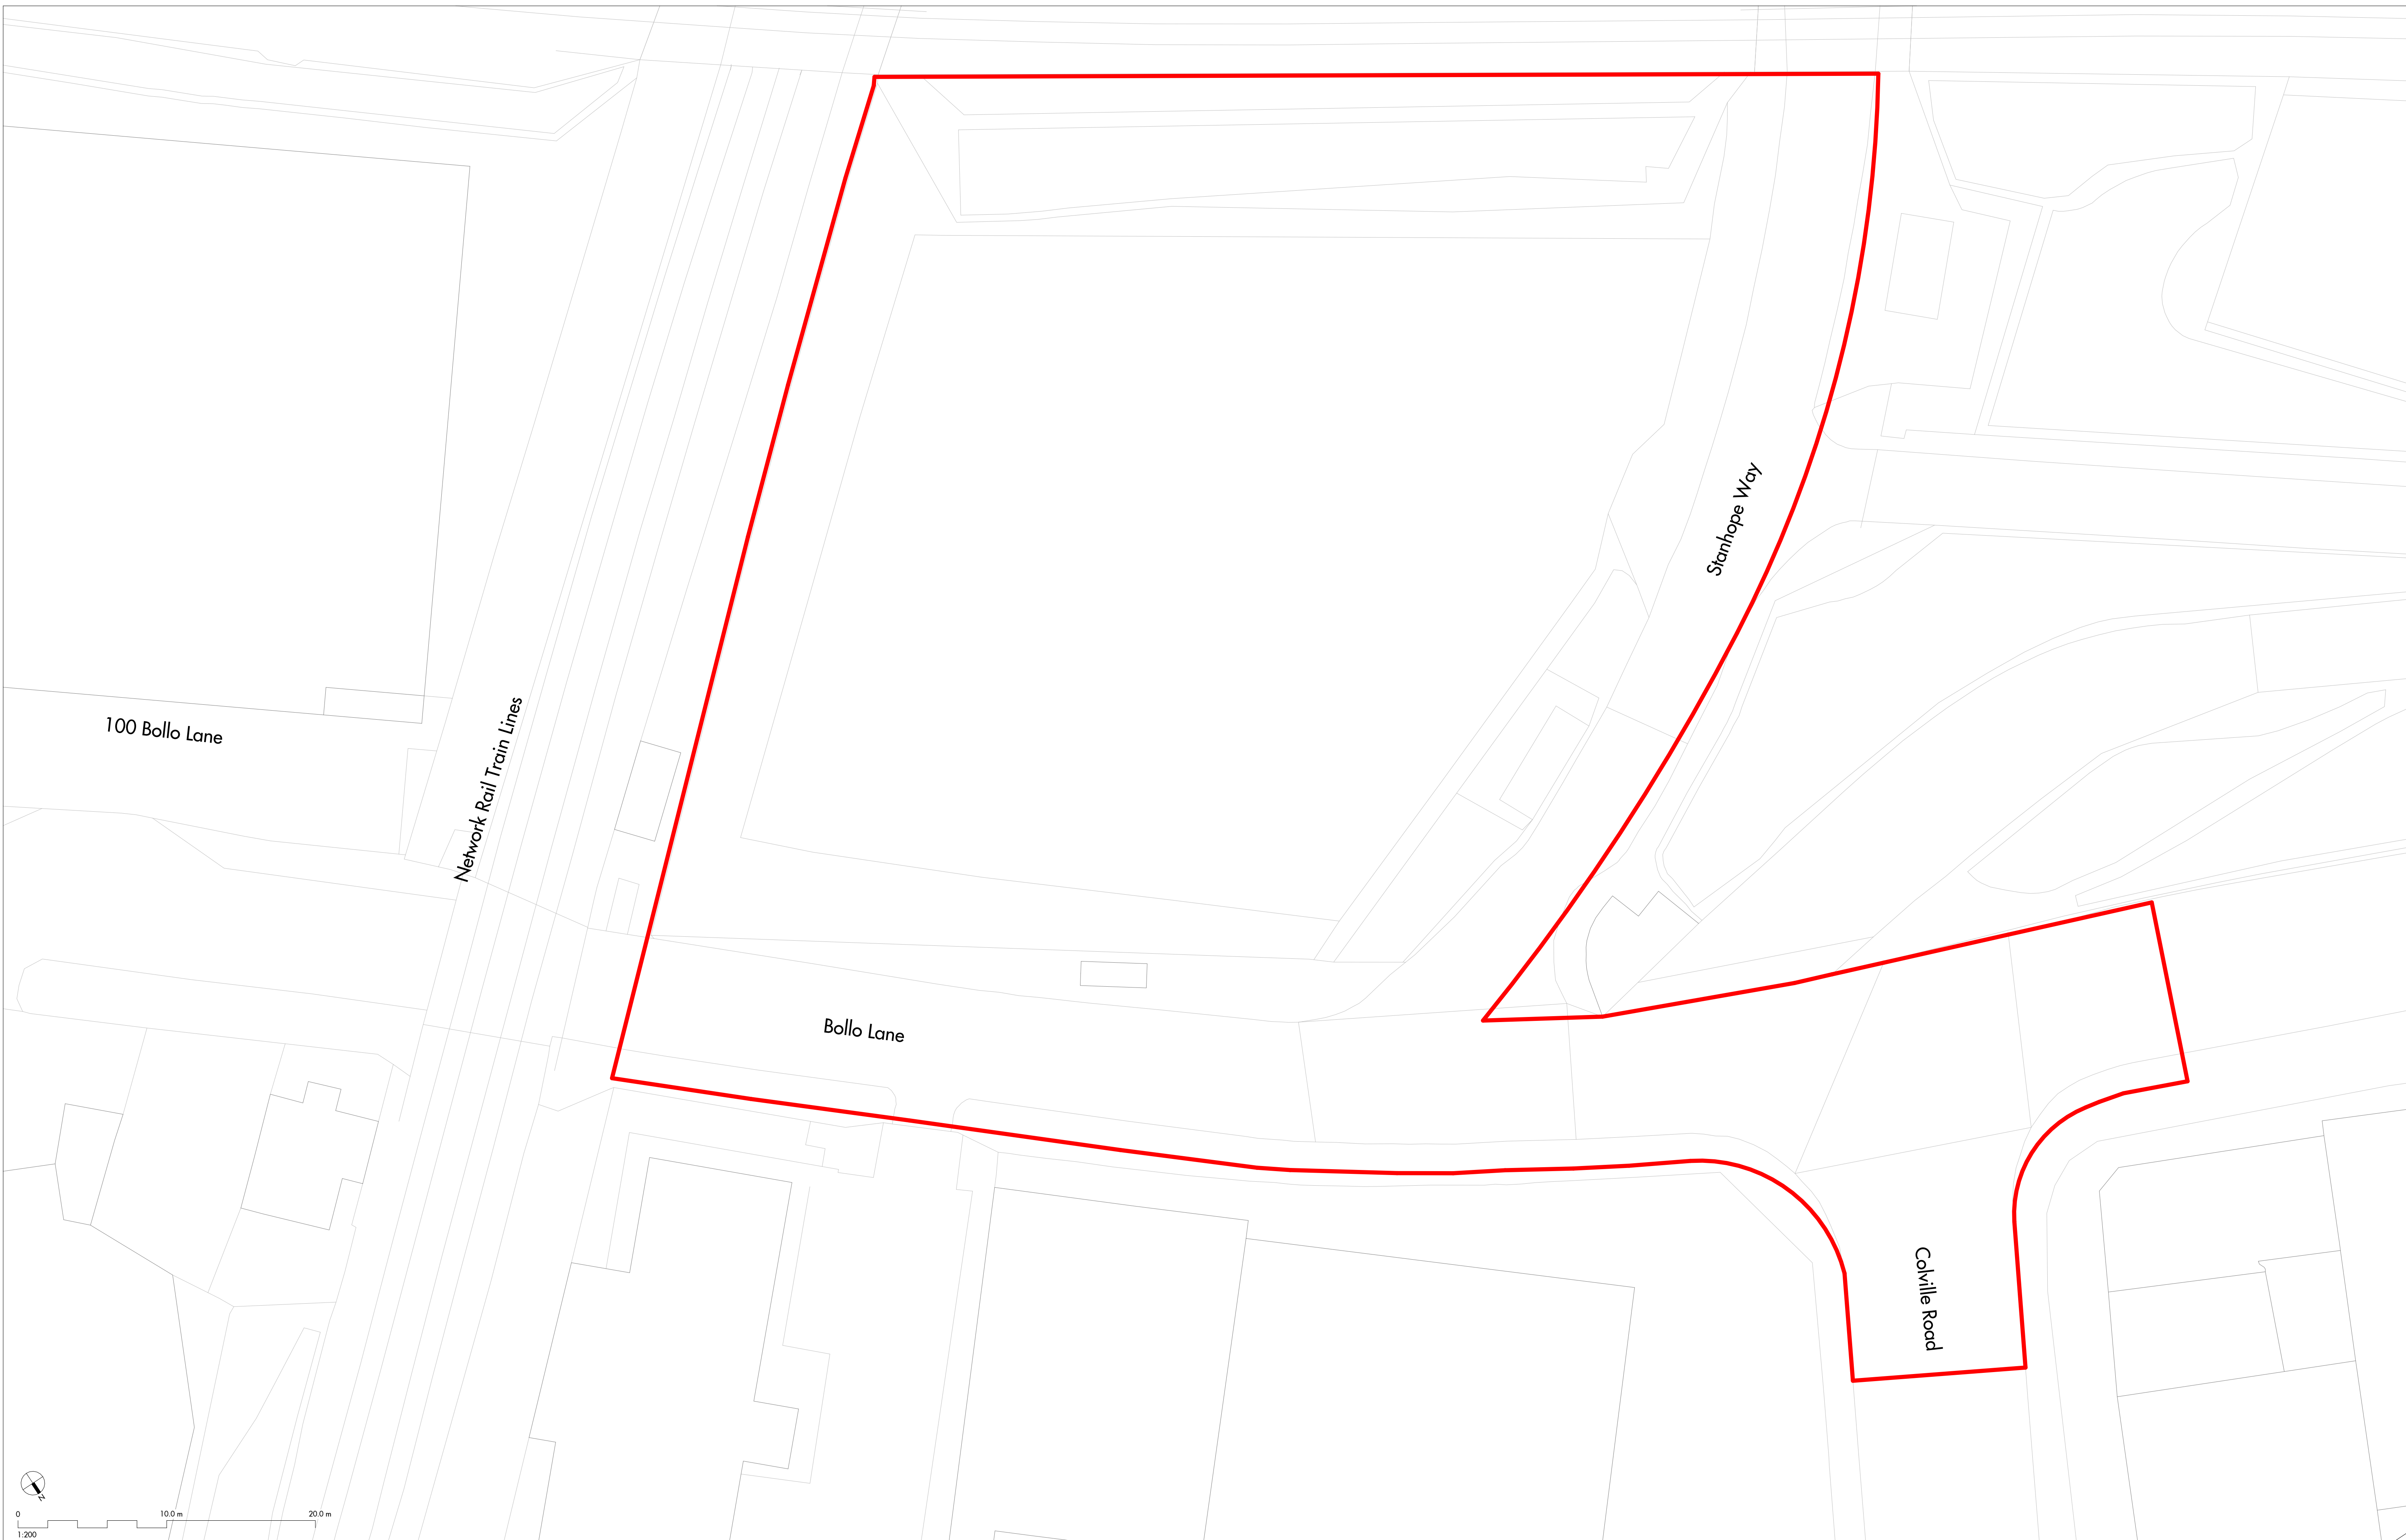 Stanhope Way
100 Bollo Lane
Network Rail Train Lines
Bollo Lane
Colville Road
N
0 10.0 m 20.0 m
1:200